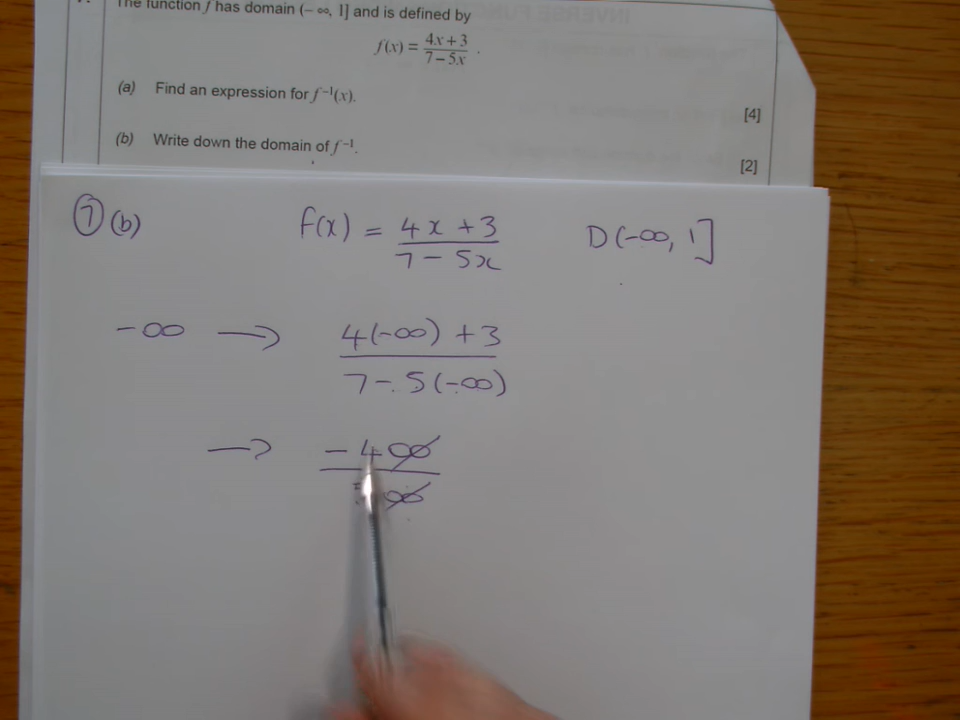 The function f has domain (– ∞, 1] and is defined by
f(x) = 4x + 3 / 7 – 5x .
(a) Find an expression for f⁻¹(x).
[4]
(b) Write down the domain of f⁻¹.
[2]
⑦ (b) f(x) = 4x + 3 / 7 – 5x D(-∞, 1]
-∞ → 4(-∞) + 3 / 7 - 5(-∞)
→ -4∞ / ∞